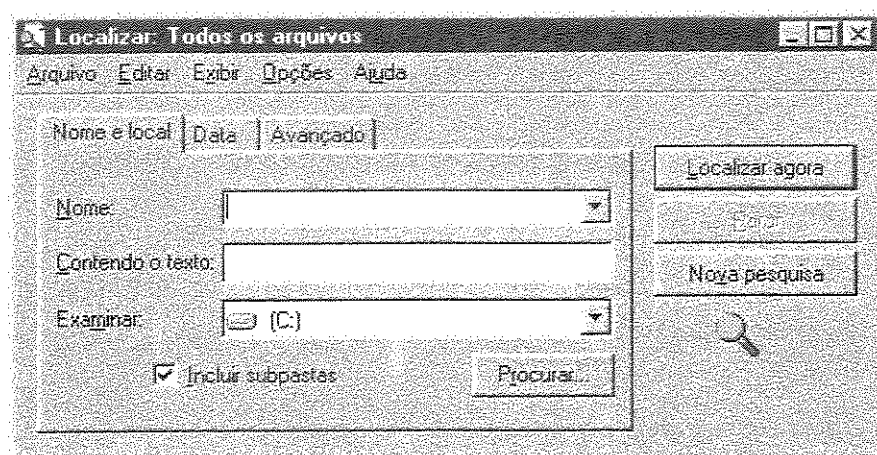 Localizar: Todos os arquivos
Arquivo Editar Exibir Opções Ajuda
Nome e local Data Avançado
Localizar agora
Nome:
Parar
Contendo o texto:
Nova pesquisa
Examinar: (C:)
Incluir subpastas Procurar...